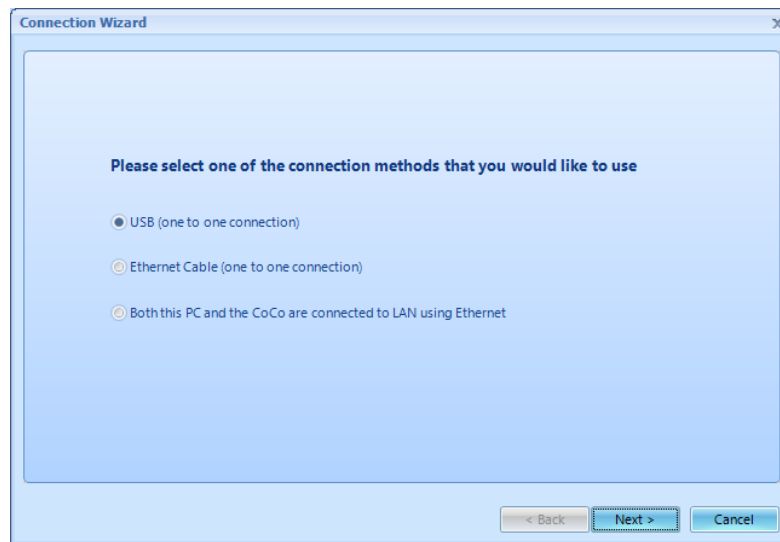 Connection Wizard
Please select one of the connection methods that you would like to use
USB (one to one connection)
Ethernet Cable (one to one connection)
Both this PC and the CoCo are connected to LAN using Ethernet
< Back Next > Cancel